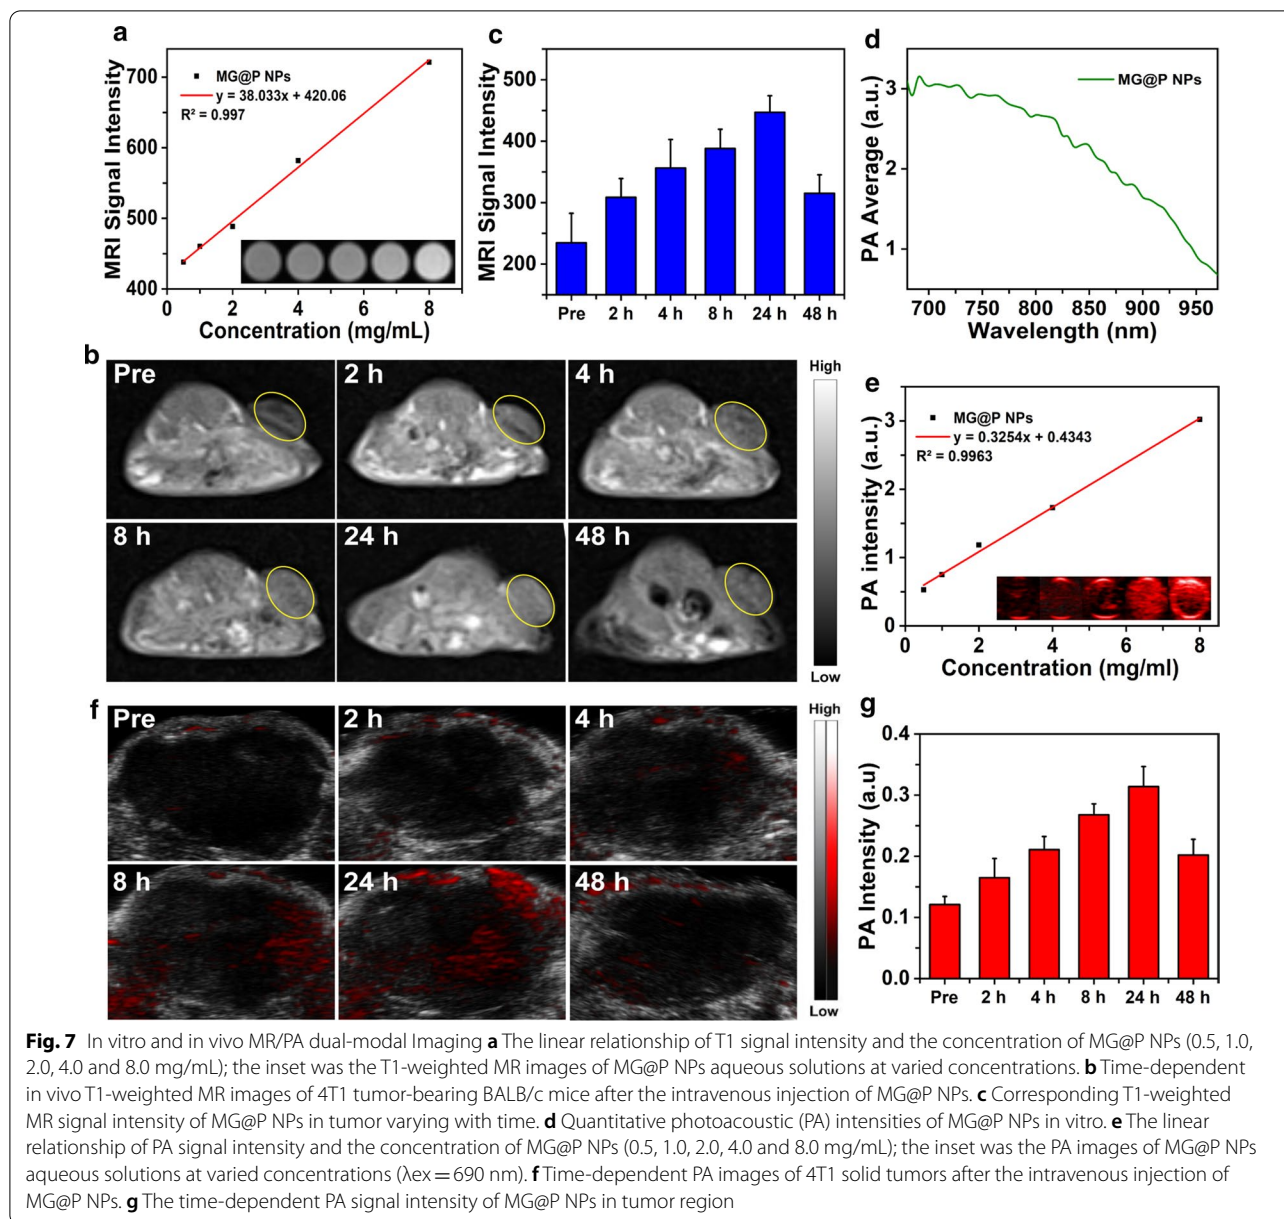 a
MRI Signal Intensity
700
600
500
400
MG@P NPs
y = 38.033x + 420.06
R² = 0.997
0 2 4 6 8
Concentration (mg/mL)
c
MRI Signal Intensity
500
400
300
200
Pre 2 h 4 h 8 h 24 h 48 h
d
PA Average (a.u.)
3
2
1
MG@P NPs
700 750 800 850 900 950
Wavelength (nm)
b
Pre 2 h 4 h
8 h 24 h 48 h
High
Low
e
PA intensity (a.u.)
3
2
1
0
MG@P NPs
y = 0.3254x + 0.4343
R² = 0.9963
0 2 4 6 8
Concentration (mg/ml)
f
Pre 2 h 4 h
8 h 24 h 48 h
High
Low
g
PA Intensity (a.u)
0.4
0.3
0.2
0.1
0.0
Pre 2 h 4 h 8 h 24 h 48 h
Fig. 7 In vitro and in vivo MR/PA dual-modal Imaging a The linear relationship of T1 signal intensity and the concentration of MG@P NPs (0.5, 1.0,
2.0, 4.0 and 8.0 mg/mL); the inset was the T1-weighted MR images of MG@P NPs aqueous solutions at varied concentrations. b Time-dependent
in vivo T1-weighted MR images of 4T1 tumor-bearing BALB/c mice after the intravenous injection of MG@P NPs. c Corresponding T1-weighted
MR signal intensity of MG@P NPs in tumor varying with time. d Quantitative photoacoustic (PA) intensities of MG@P NPs in vitro. e The linear
relationship of PA signal intensity and the concentration of MG@P NPs (0.5, 1.0, 2.0, 4.0 and 8.0 mg/mL); the inset was the PA images of MG@P NPs
aqueous solutions at varied concentrations (λex = 690 nm). f Time-dependent PA images of 4T1 solid tumors after the intravenous injection of
MG@P NPs. g The time-dependent PA signal intensity of MG@P NPs in tumor region